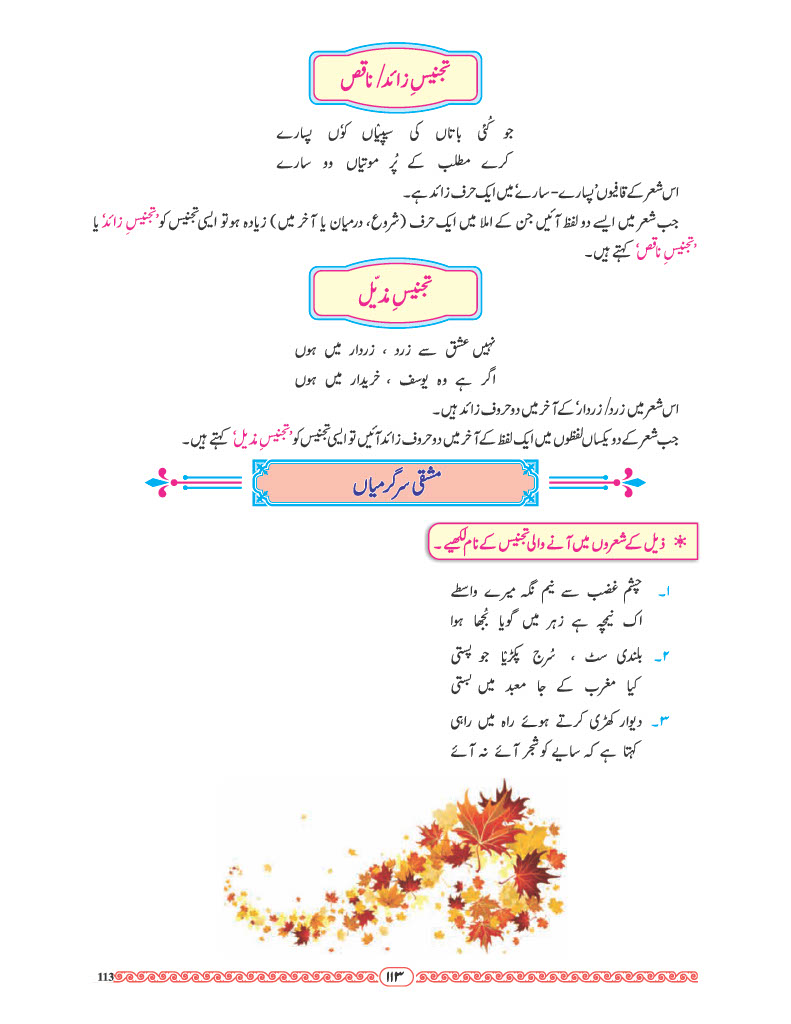 تجنیسِ زائد/ ناقص
جو کُئی باتاں کی سیپیاں کوں پسارے
کرے مطلب کے پُر موتیاں وو سارے
اس شعر کے قافیوں ’پسارے - سارے‘ میں ایک حرف زائد ہے۔
جب شعر میں ایسے دو لفظ آئیں جن کے املا میں ایک حرف (شروع، درمیان یا آخر میں) زیادہ ہو تو ایسی تجنیس کو ’تجنیسِ زائد‘ یا
’تجنیسِ ناقص‘ کہتے ہیں۔
تجنیسِ مذیّل
نہیں عشق سے زرد ، زردار میں ہوں
اگر ہے وہ یوسف ، خریدار میں ہوں
اس شعر میں زرد/ زردار‘ کے آخر میں دو حروف زائد ہیں۔
جب شعر کے دو یکساں لفظوں میں ایک لفظ کے آخر میں دو حروف زائد آئیں تو ایسی تجنیس کو ’تجنیسِ مذیل‘ کہتے ہیں۔
مشقی سرگرمیاں
* ذیل کے شعروں میں آنے والی تجنیس کے نام لکھیے ۔
۱۔ چشم غضب سے نیم نگہ میرے واسطے
اک نیمچہ ہے زہر میں گویا بُجھا ہوا
۲۔ بلندی سٹ ، سُرج پکڑیا جو پستی
کیا مغرب کے جا معبد میں بستی
۳۔ دیوار کھڑی کرتے ہوئے راہ میں راہی
کہتا ہے کہ سایے کو شجر آئے نہ آئے
113
۱۱۳